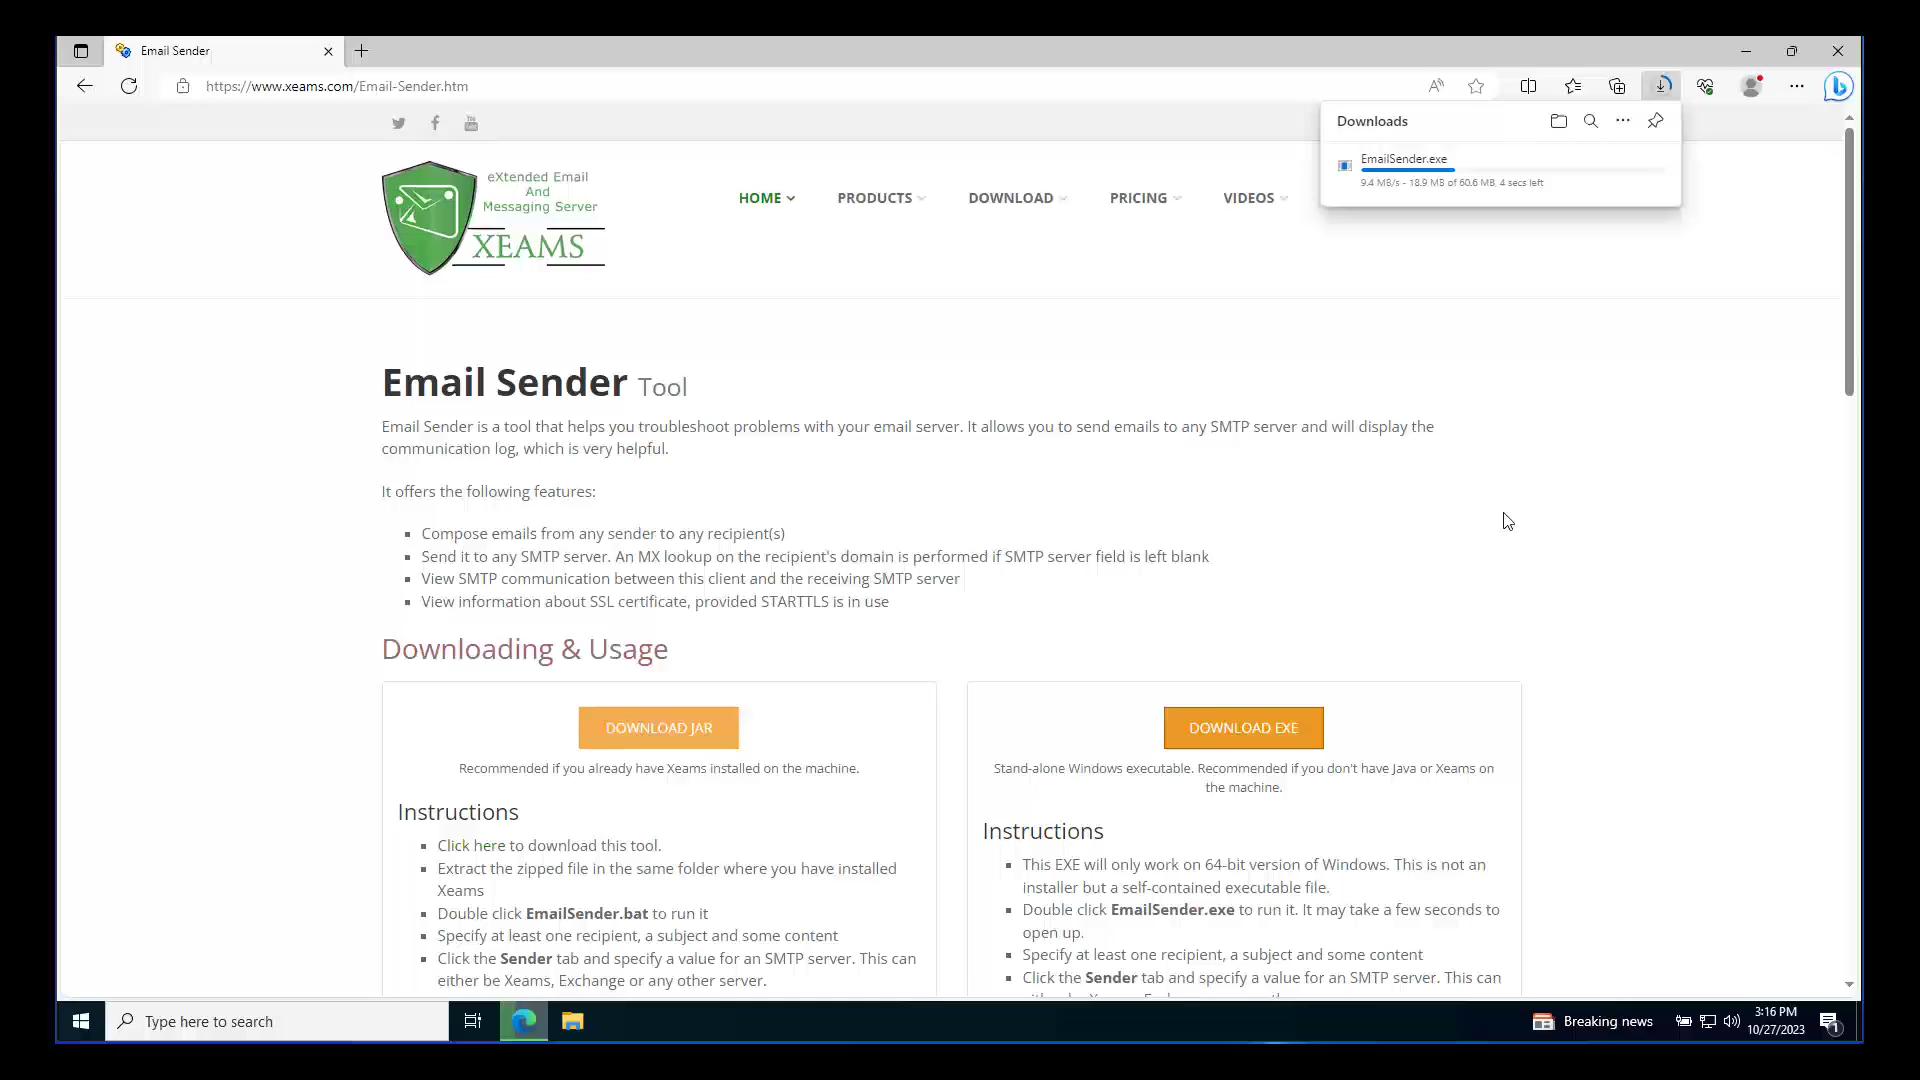 Email Sender
https://www.xeams.com/Email-Sender.htm
Downloads
EmailSender.exe
9.4 MB/s - 18.9 MB of 60.6 MB, 4 secs left
eXtended Email
And
Messaging Server
XEAMS
HOME
PRODUCTS
DOWNLOAD
PRICING
VIDEOS
Email Sender Tool
Email Sender is a tool that helps you troubleshoot problems with your email server. It allows you to send emails to any SMTP server and will display the
communication log, which is very helpful.
It offers the following features:
Compose emails from any sender to any recipient(s)
Send it to any SMTP server. An MX lookup on the recipient's domain is performed if SMTP server field is left blank
View SMTP communication between this client and the receiving SMTP server
View information about SSL certificate, provided STARTTLS is in use
Downloading & Usage
DOWNLOAD JAR
Recommended if you already have Xeams installed on the machine.
Instructions
Click here to download this tool.
Extract the zipped file in the same folder where you have installed
Xeams
Double click EmailSender.bat to run it
Specify at least one recipient, a subject and some content
Click the Sender tab and specify a value for an SMTP server. This can
either be Xeams, Exchange or any other server.
DOWNLOAD EXE
Stand-alone Windows executable. Recommended if you don't have Java or Xeams on
the machine.
Instructions
This EXE will only work on 64-bit version of Windows. This is not an
installer but a self-contained executable file.
Double click EmailSender.exe to run it. It may take a few seconds to
open up.
Specify at least one recipient, a subject and some content
Click the Sender tab and specify a value for an SMTP server. This can
Type here to search
Breaking news
3:16 PM
10/27/2023
1